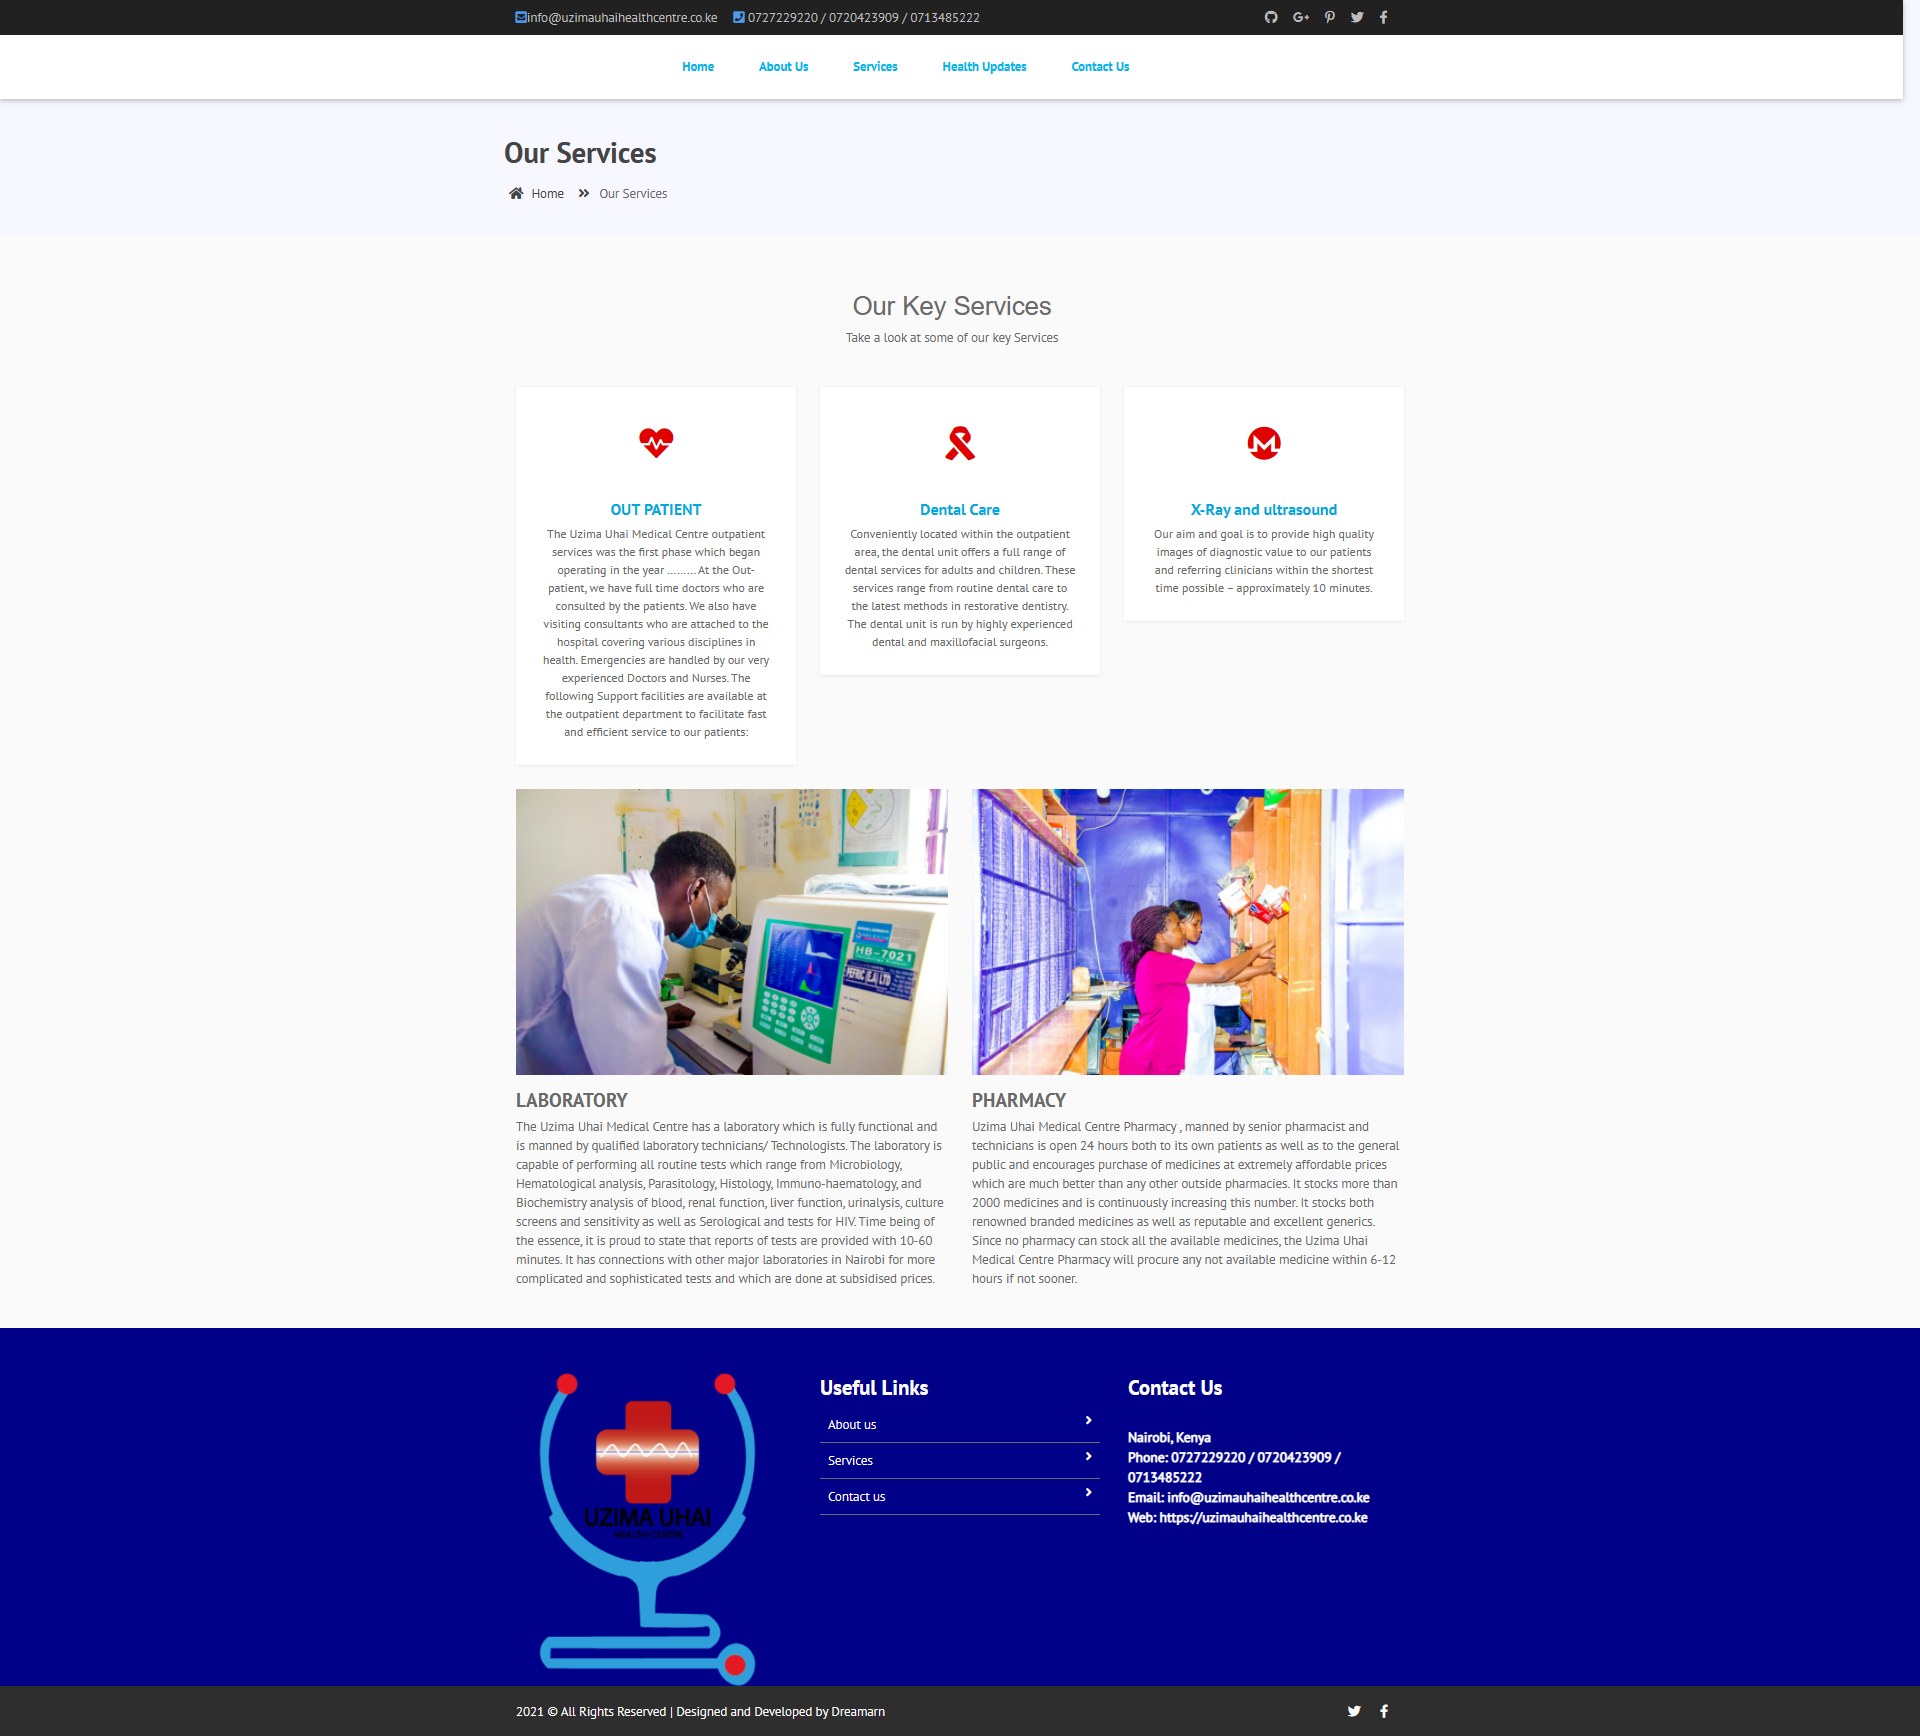 info@uzimauhaihealthcentre.co.ke 0727229220 / 0720423909 / 0713485222
Home About Us Services Health Updates Contact Us
Our Services
Home Our Services
Our Key Services
Take a look at some of our key Services
OUT PATIENT
The Uzima Uhai Medical Centre outpatient
services was the first phase which began
operating in the year ……… At the Out-
patient, we have full time doctors who are
consulted by the patients. We also have
visiting consultants who are attached to the
hospital covering various disciplines in
health. Emergencies are handled by our very
experienced Doctors and Nurses. The
following Support facilities are available at
the outpatient department to facilitate fast
and efficient service to our patients:
Dental Care
Conveniently located within the outpatient
area, the dental unit offers a full range of
dental services for adults and children. These
services range from routine dental care to
the latest methods in restorative dentistry.
The dental unit is run by highly experienced
dental and maxillofacial surgeons.
X-Ray and ultrasound
Our aim and goal is to provide high quality
images of diagnostic value to our patients
and referring clinicians within the shortest
time possible – approximately 10 minutes.
HB-7021
PEFRIC (E.A) LTD
LABORATORY
The Uzima Uhai Medical Centre has a laboratory which is fully functional and
is manned by qualified laboratory technicians/ Technologists. The laboratory is
capable of performing all routine tests which range from Microbiology,
Hematological analysis, Parasitology, Histology, Immuno-haematology, and
Biochemistry analysis of blood, renal function, liver function, urinalysis, culture
screens and sensitivity as well as Serological and tests for HIV. Time being of
the essence, it is proud to state that reports of tests are provided with 10-60
minutes. It has connections with other major laboratories in Nairobi for more
complicated and sophisticated tests and which are done at subsidised prices.
PHARMACY
Uzima Uhai Medical Centre Pharmacy , manned by senior pharmacist and
technicians is open 24 hours both to its own patients as well as to the general
public and encourages purchase of medicines at extremely affordable prices
which are much better than any other outside pharmacies. It stocks more than
2000 medicines and is continuously increasing this number. It stocks both
renowned branded medicines as well as reputable and excellent generics.
Since no pharmacy can stock all the available medicines, the Uzima Uhai
Medical Centre Pharmacy will procure any not available medicine within 6-12
hours if not sooner.
UZIMA UHAI
HEALTH CENTRE
Useful Links
About us
Services
Contact us
Contact Us
Nairobi, Kenya
Phone: 0727229220 / 0720423909 /
0713485222
Email: info@uzimauhaihealthcentre.co.ke
Web: https://uzimauhaihealthcentre.co.ke
2021 © All Rights Reserved | Designed and Developed by Dreamarn